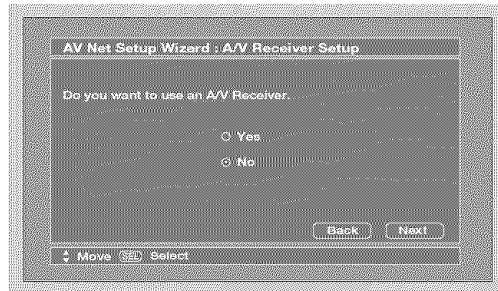 AV Net Setup Wizard : A/V Receiver Setup
Do you want to use an A/V Receiver.
Yes
No
Back Next
Move SEL Select